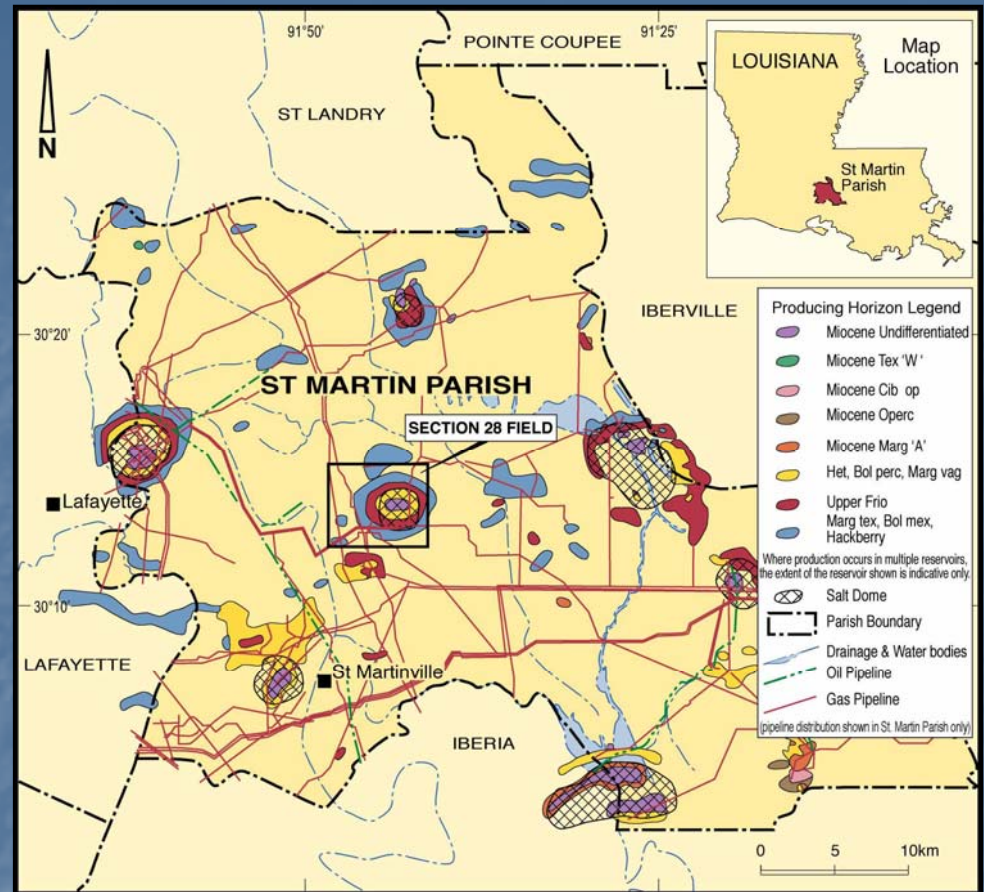 91°50'
91°25'
POINTE COUPEE
LOUISIANA
Map
Location
ST LANDRY
N
St Martin
Parish
IBERVILLE
30°20'
Producing Horizon Legend
Miocene Undifferentiated
Miocene Tex 'W'
Miocene Cib op
Miocene Operc
Miocene Marg 'A'
Het, Bol perc, Marg vag
Upper Frio
Marg tex, Bol mex,
Hackberry
Where production occurs in multiple reservoirs,
the extent of the reservoir shown is indicative only.
Salt Dome
Parish Boundary
Drainage & Water bodies
Oil Pipeline
Gas Pipeline
(pipeline distribution shown in St. Martin Parish only)
ST MARTIN PARISH
SECTION 28 FIELD
Lafayette
30°10'
LAFAYETTE
St Martinville
IBERIA
0 5 10km